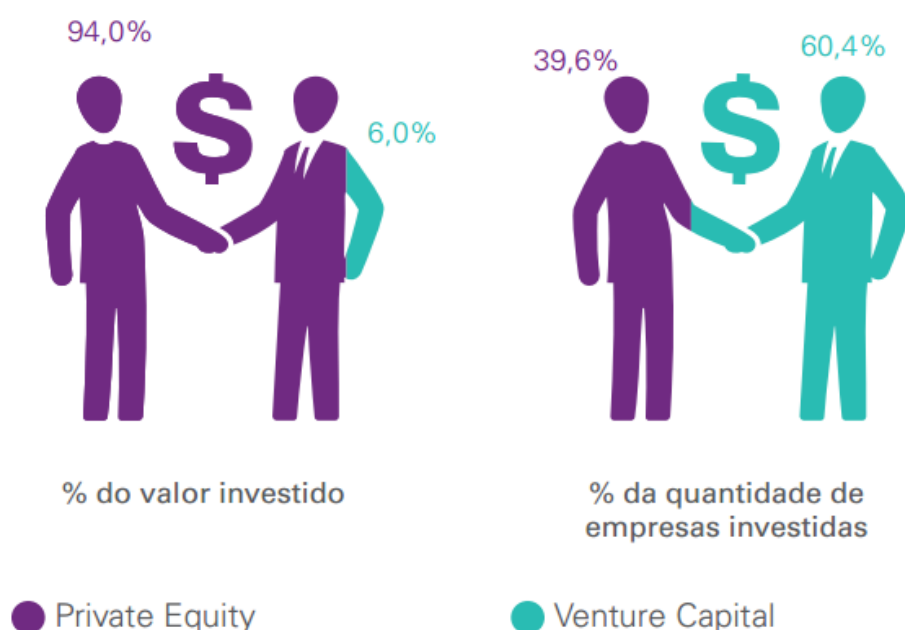 94,0%
$
6,0%
% do valor investido
39,6%
$
60,4%
% da quantidade de
empresas investidas
Private Equity
Venture Capital